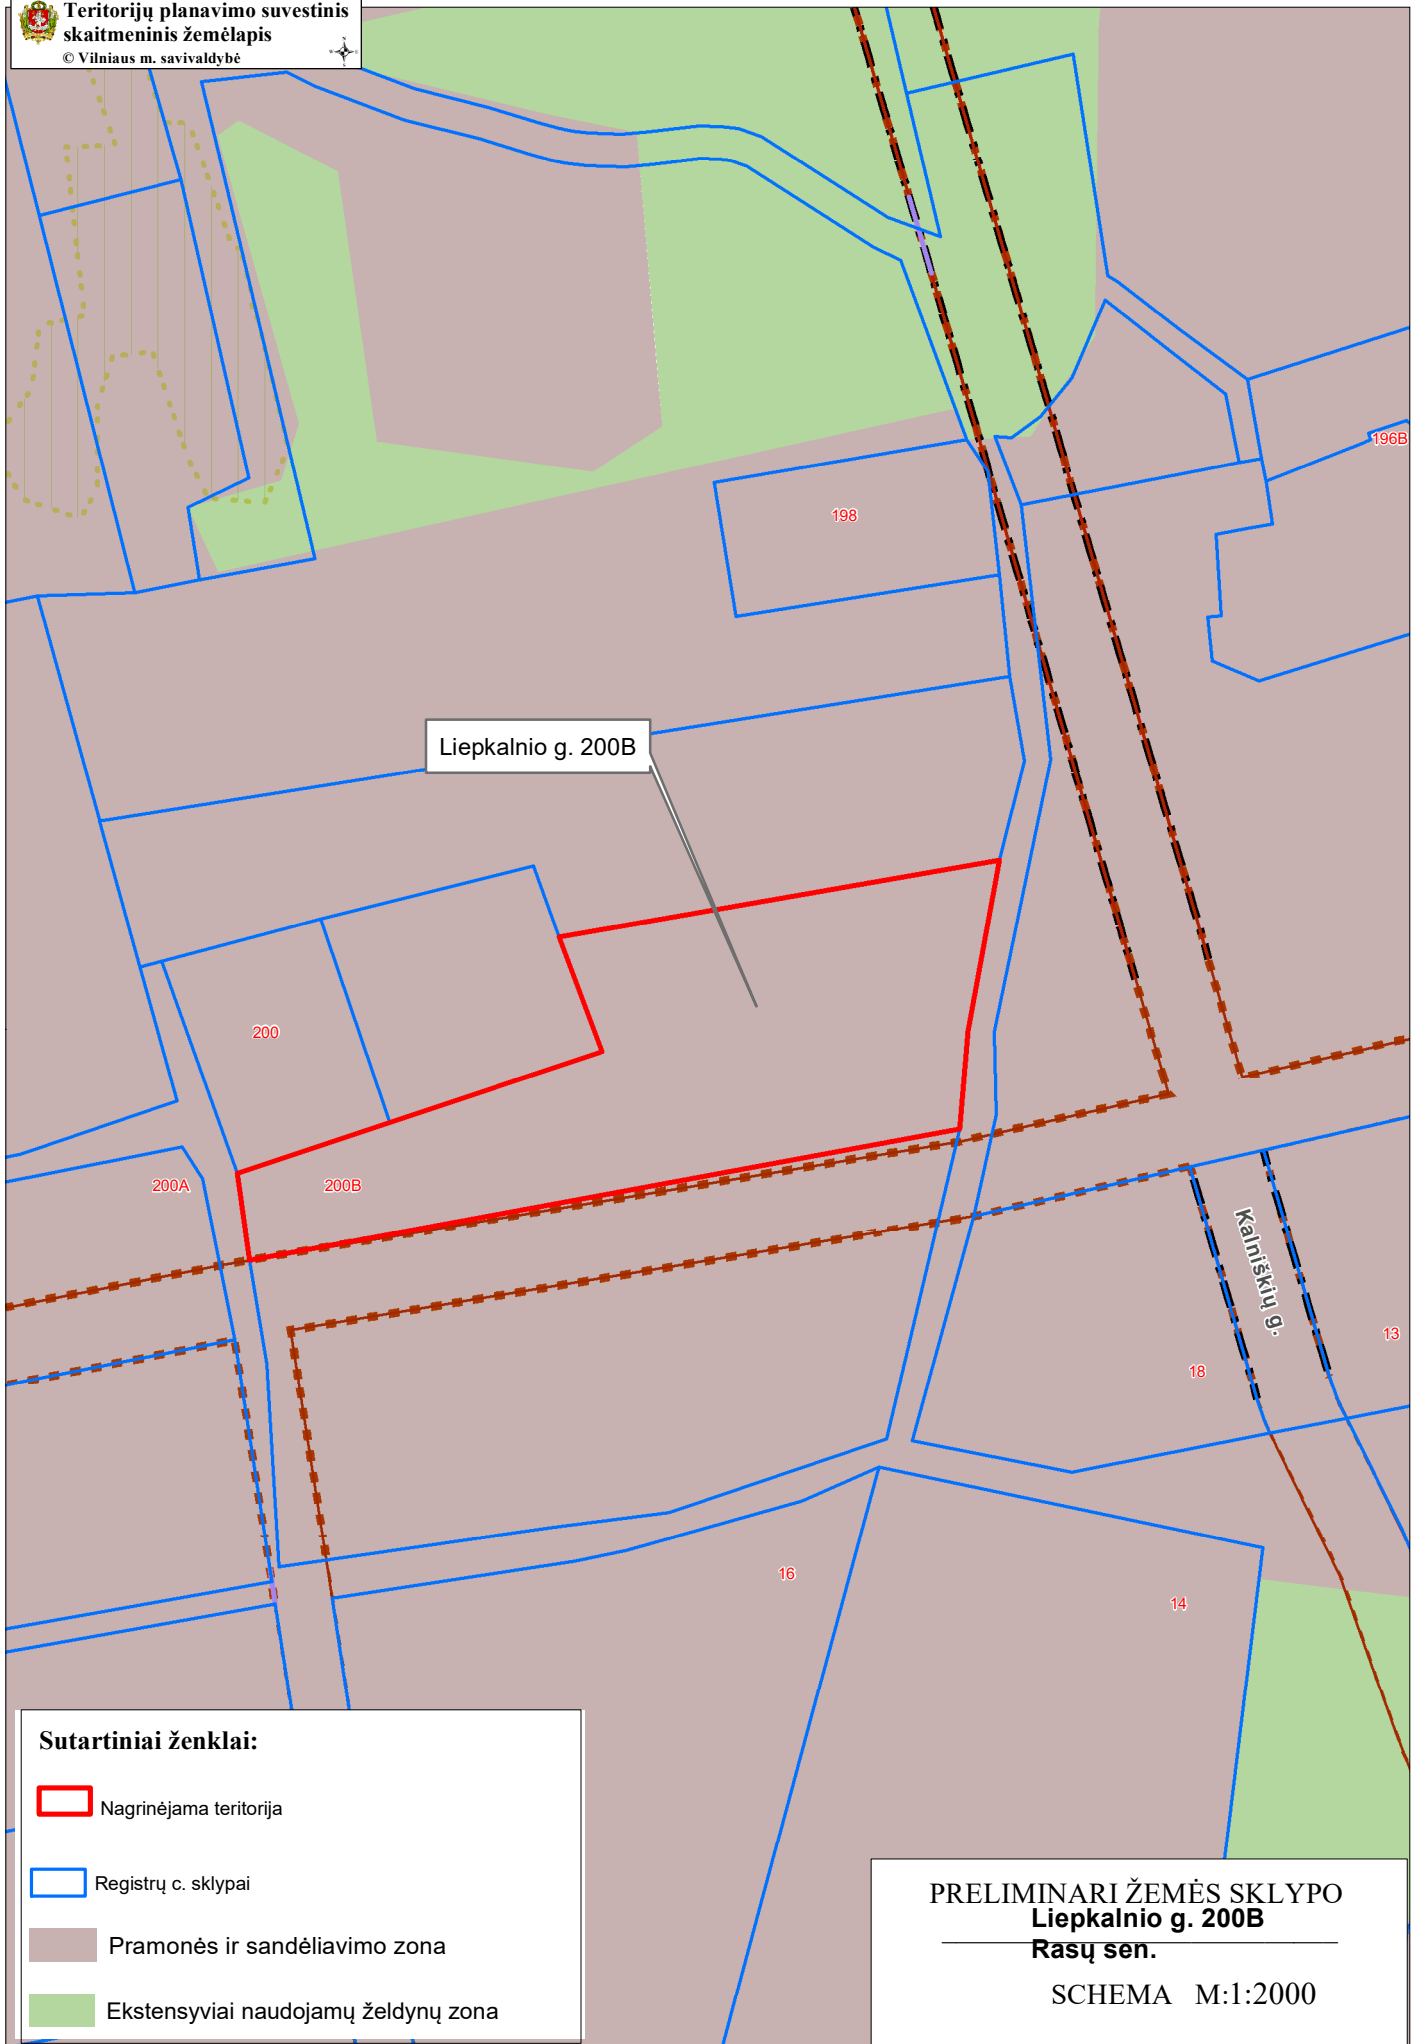 Teritorijų planavimo suvestinis
skaitmeninis žemėlapis
© Vilniaus m. savivaldybė
196B
198
Liepkalnio g. 200B
200
200A
200B
Kalniškių g.
13
18
16
14
Sutartiniai ženklai:
Nagrinėjama teritorija
Registrų c. sklypai
Pramonės ir sandėliavimo zona
Ekstensyviai naudojamų želdynų zona
PRELIMINARI ŽEMĖS SKLYPO
Liepkalnio g. 200B
Rasų sen.
SCHEMA M:1:2000